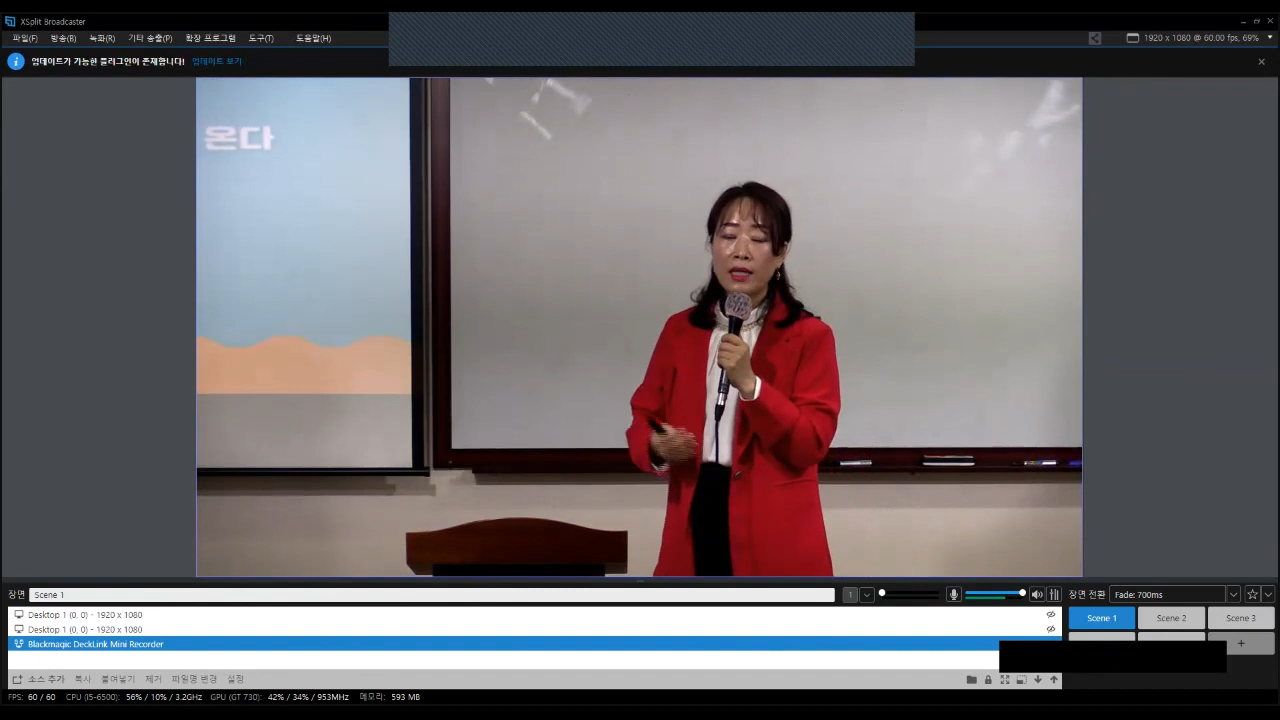 XSplit Broadcaster
파일(F) 방송(B) 녹화(R) 기타 송출(P) 확장 프로그램 도구(T) 도움말(H)
1920 x 1080 @ 60.00 fps, 69%
업데이트가 가능한 플러그인이 존재합니다! 업데이트 보기
온다
장면 Scene 1
1
장면 전환 Fade: 700ms
Desktop 1 (0, 0) - 1920 x 1080
Desktop 1 (0, 0) - 1920 x 1080
Blackmagic DeckLink Mini Recorder
Scene 1 Scene 2 Scene 3
소스 추가 복사 붙여넣기 제거 파일명 변경 설정
FPS: 60 / 60 CPU (I5-6500): 56% / 10% / 3.2GHz GPU (GT 730): 42% / 34% / 953MHz 메모리: 593 MB